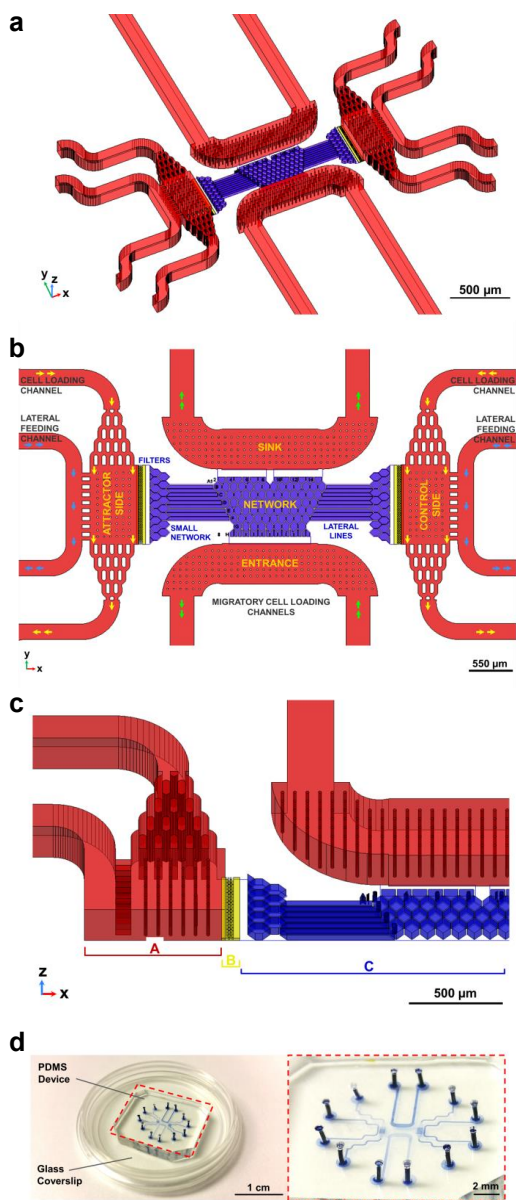 a
y
z
x
500 µm
b
CELL LOADING
CHANNEL
CELL LOADING
CHANNEL
LATERAL
FEEDING
CHANNEL
LATERAL
FEEDING
CHANNEL
SINK
FILTERS
ATTRACTOR
SIDE
NETWORK
CONTROL
SIDE
SMALL
NETWORK
LATERAL
LINES
ENTRANCE
MIGRATORY CELL LOADING
CHANNELS
y
x
550 µm
c
A
B
C
z
x
500 µm
d
PDMS
Device
Glass
Coverslip
1 cm
2 mm